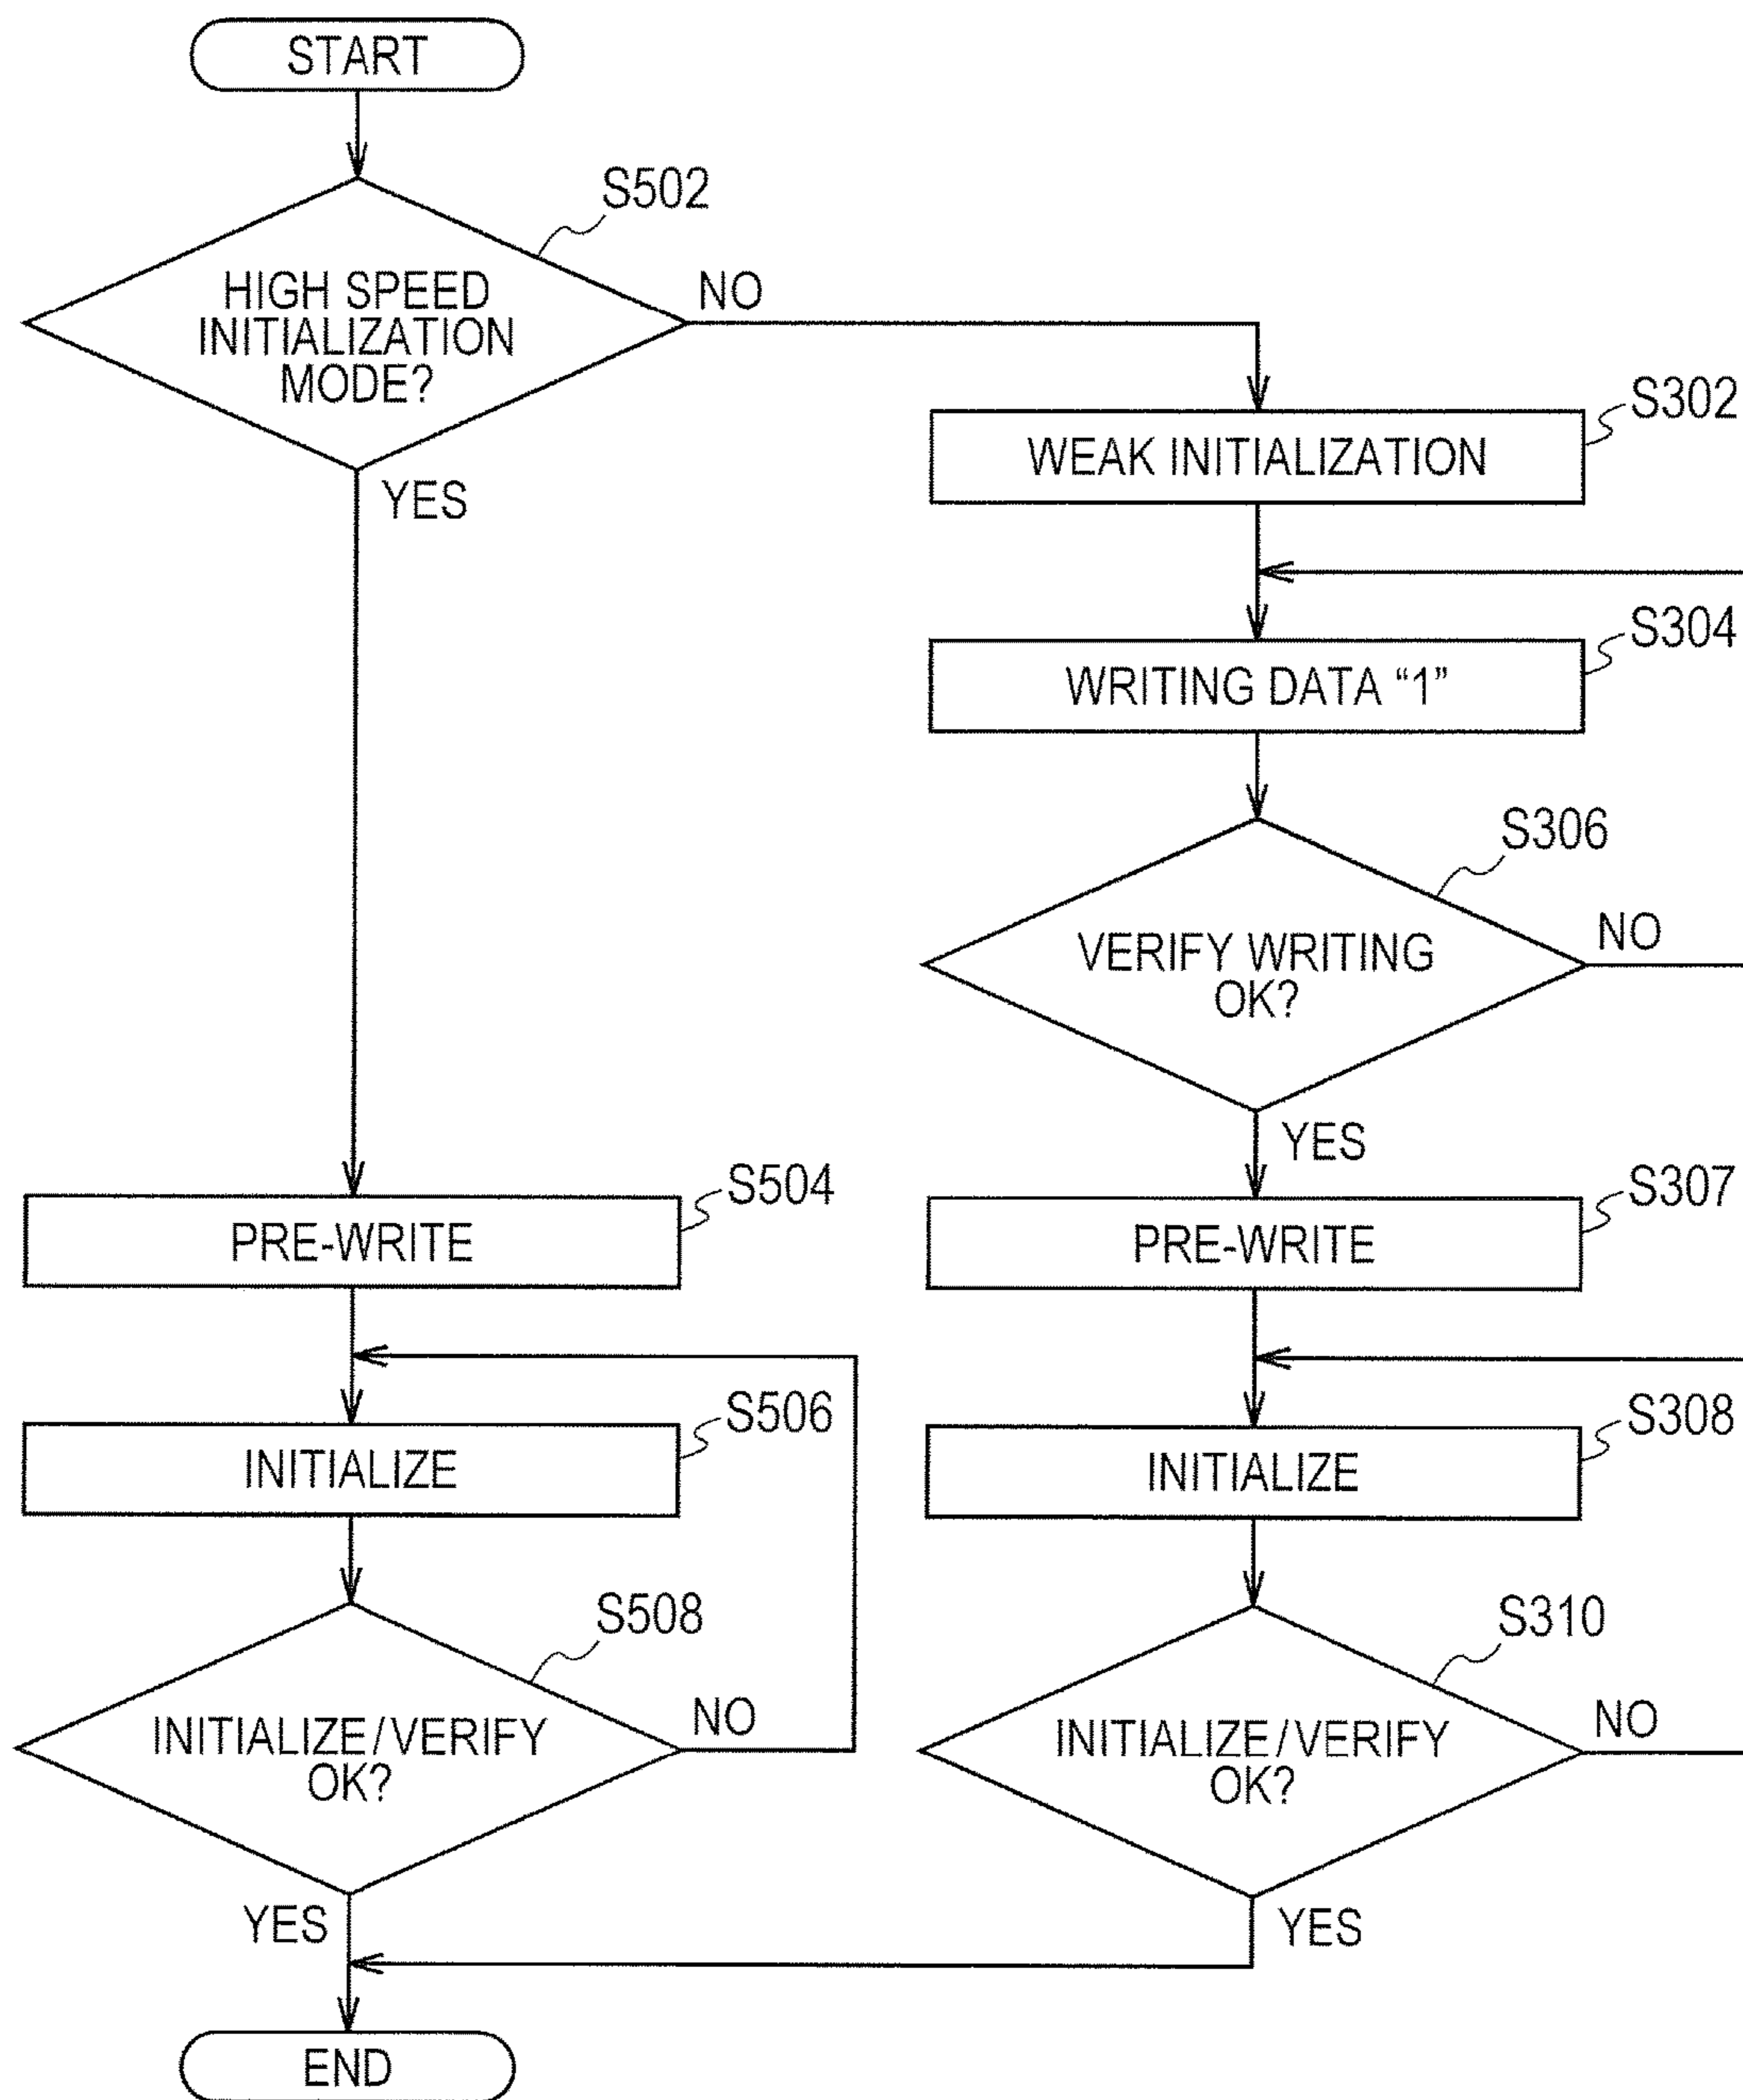 START
S502
HIGH SPEED
INITIALIZATION
MODE?
NO
YES
S302
WEAK INITIALIZATION
S304
WRITING DATA “1”
S306
VERIFY WRITING
OK?
NO
YES
S504
PRE-WRITE
S307
PRE-WRITE
S506
INITIALIZE
S308
INITIALIZE
S508
INITIALIZE/VERIFY
OK?
NO
YES
S310
INITIALIZE/VERIFY
OK?
NO
YES
END